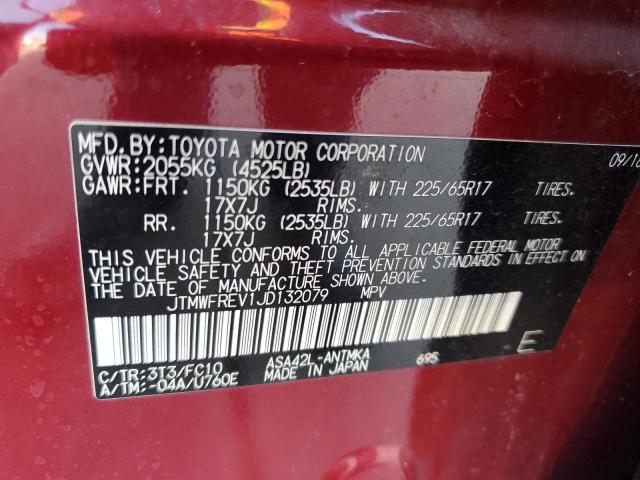 MFD. BY: TOYOTA MOTOR CORPORATION
GVWR: 2055KG (4525LB)
GAWR: FRT. 1150KG (2535LB) WITH 225/65R17 TIRES.
17X7J RIMS.
RR. 1150KG (2535LB) WITH 225/65R17 TIRES.
17X7J RIMS.
THIS VEHICLE CONFORMS TO ALL APPLICABLE FEDERAL MOTOR
VEHICLE SAFETY AND THEFT PREVENTION STANDARDS IN EFFECT ON
THE DATE OF MANUFACTURE SHOWN ABOVE.
JTMWFREV1JD132079 MPV
C/TR: 3T3/FC10 ASA42L-ANTMKA 695 E
A/TM: -04A/U760E MADE IN JAPAN